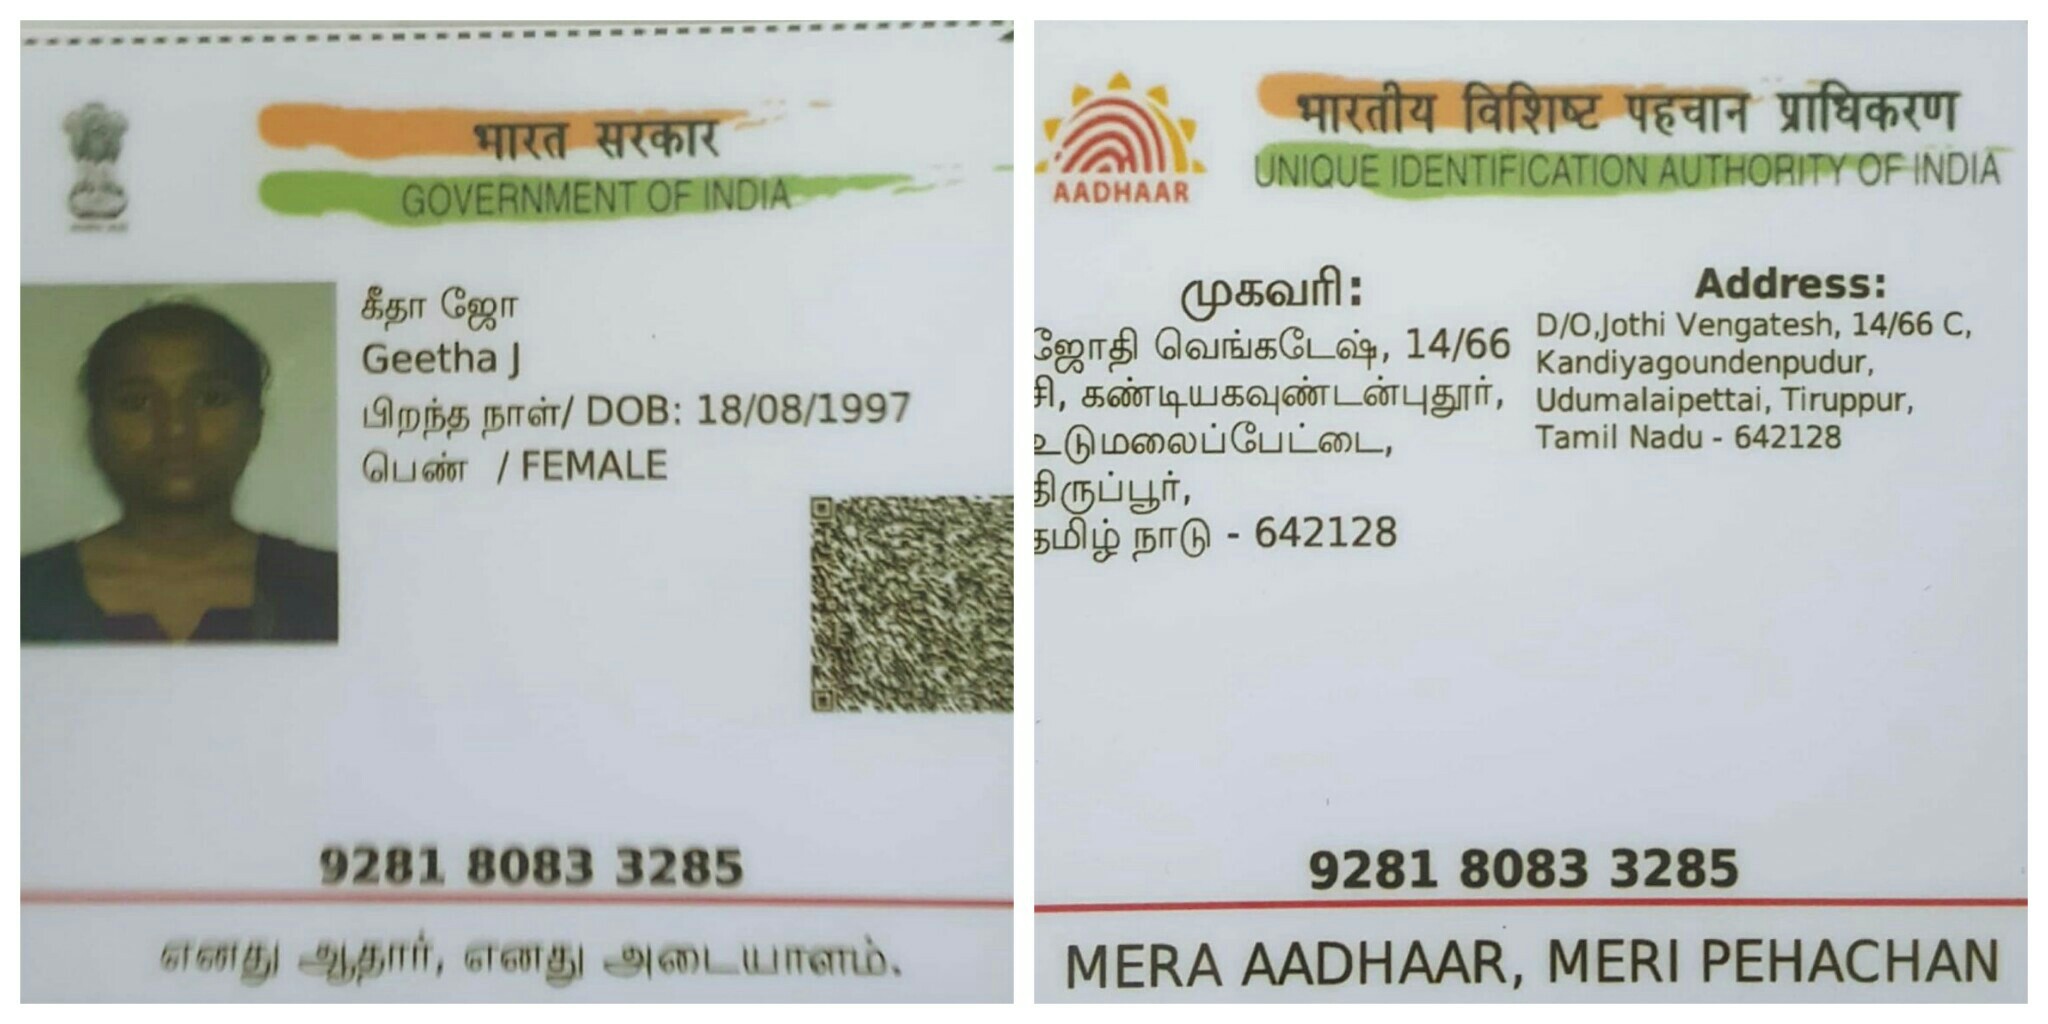 भारत सरकार
GOVERNMENT OF INDIA
கீதா ஜோ
Geetha J
பிறந்த நாள்/ DOB: 18/08/1997
பெண் / FEMALE
9281 8083 3285
எனது ஆதார், எனது அடையாளம்.
भारतीय विशिष्ट पहचान प्राधिकरण
UNIQUE IDENTIFICATION AUTHORITY OF INDIA
AADHAAR
முகவரி:
ஜோதி வெங்கடேஷ், 14/66
சி, கண்டியகவுண்டன்புதூர்,
உடுமலைப்பேட்டை,
திருப்பூர்,
தமிழ் நாடு - 642128
Address:
D/O,Jothi Vengatesh, 14/66 C,
Kandiyagoundenpudur,
Udumalaipettai, Tiruppur,
Tamil Nadu - 642128
9281 8083 3285
MERA AADHAAR, MERI PEHACHAN